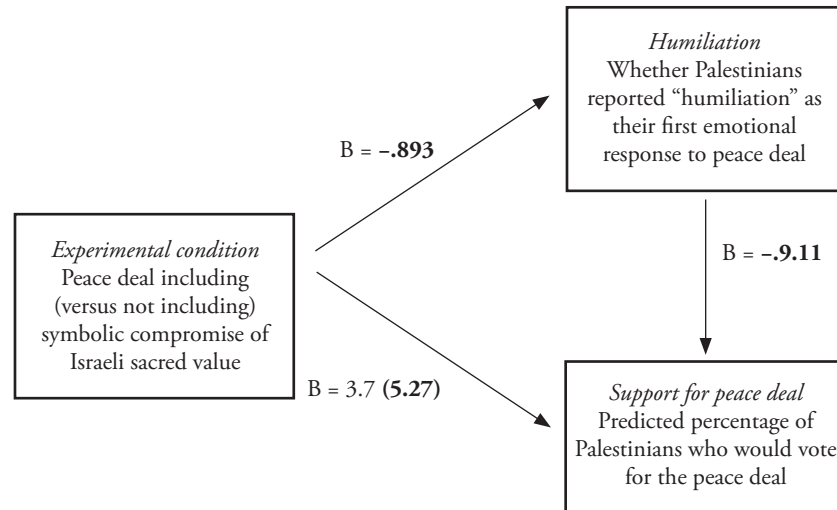 Humiliation
Whether Palestinians
reported “humiliation” as
their first emotional
response to peace deal
B = –.893
Experimental condition
Peace deal including
(versus not including)
symbolic compromise of
Israeli sacred value
B = –.9.11
B = 3.7 (5.27)
Support for peace deal
Predicted percentage of
Palestinians who would vote
for the peace deal